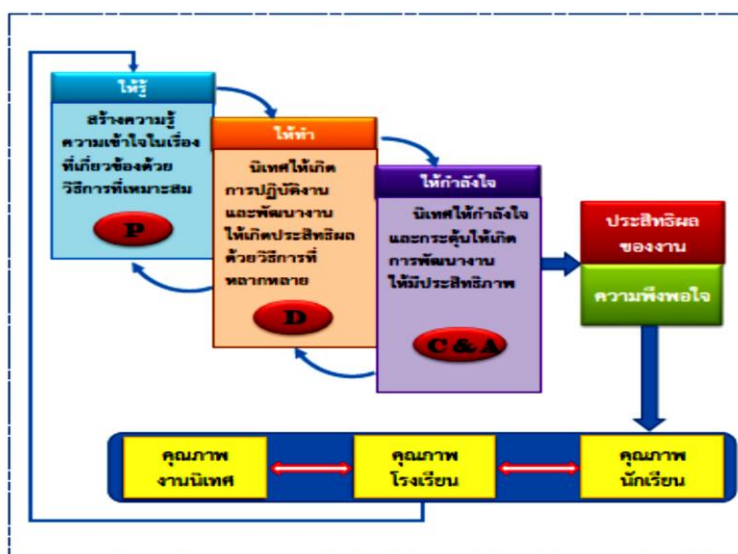 ให้รู้
สร้างความรู้
ความเข้าใจในเรื่อง
ที่เกี่ยวข้องด้วย
วิธีการที่เหมาะสม
P
ให้ทำ
นิเทศให้เกิด
การปฏิบัติงาน
และพัฒนางาน
ให้เกิดประสิทธิผล
ด้วยวิธีการที่
หลากหลาย
D
ให้กำลังใจ
นิเทศให้กำลังใจ
และกระตุ้นให้เกิด
การพัฒนางาน
ให้มีประสิทธิภาพ
C & A
ประสิทธิผล
ของงาน
ความพึงพอใจ
คุณภาพ
งานนิเทศ
คุณภาพ
โรงเรียน
คุณภาพ
นักเรียน